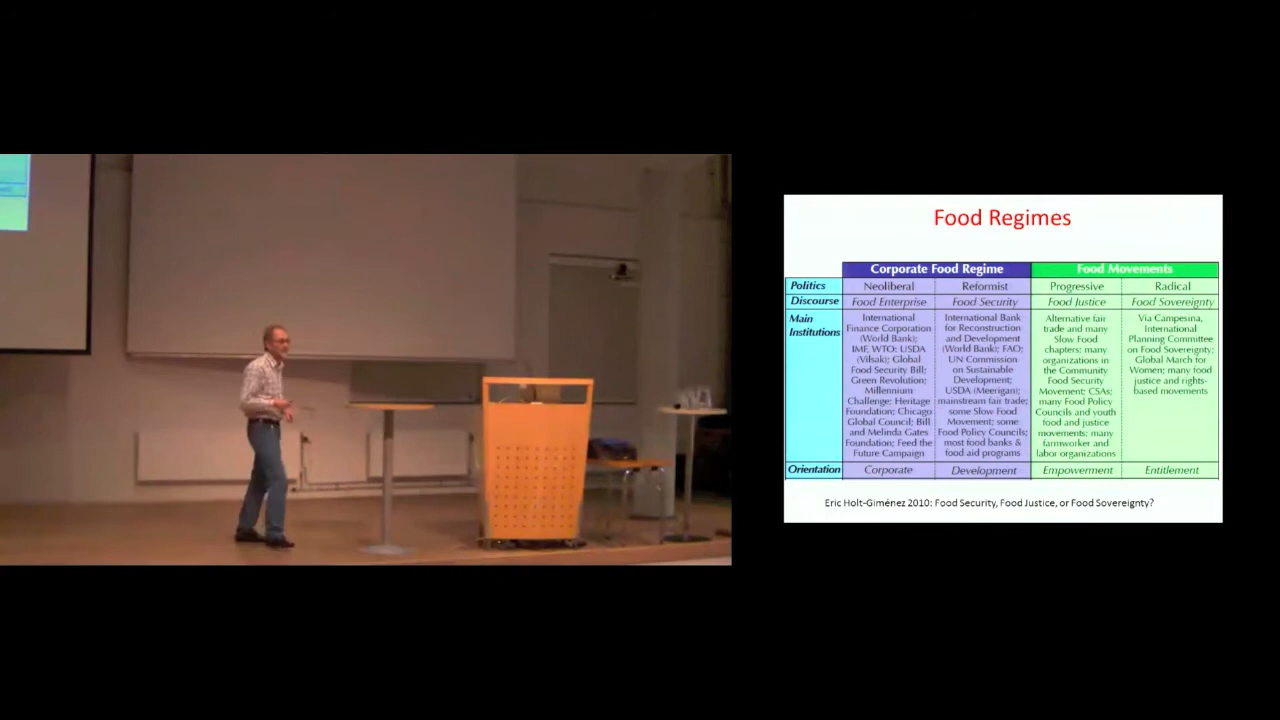 Food Regimes
Corporate Food Regime
Food Movements
Politics
Neoliberal
Reformist
Progressive
Radical
Discourse
Food Enterprise
Food Security
Food Justice
Food Sovereignty
Main
Institutions
International
Finance Corporation
(World Bank);
IMF, WTO; USDA
(Vilsak); Global
Food Security Bill;
Green Revolution;
Millennium
Challenge; Heritage
Foundation; Chicago
Global Council; Bill
and Melinda Gates
Foundation; Feed the
Future Campaign
International Bank
for Reconstruction
and Development
(World Bank); FAO;
UN Commission
on Sustainable
Development;
USDA (Meerigan);
mainstream fair trade;
some Slow Food
Movement; some
Food Policy Councils;
most food banks &
food aid programs
Alternative fair
trade and many
Slow Food
chapters; many
organizations in
the Community
Food Security
Movement; CSAs;
many Food Policy
Councils and youth
food and justice
movements; many
farmworker and
labor organizations
Via Campesina,
International
Planning Committee
on Food Sovereignty;
Global March for
Women; many food
justice and rights-
based movements
Orientation
Corporate
Development
Empowerment
Entitlement
Eric Holt-Giménez 2010: Food Security, Food Justice, or Food Sovereignty?